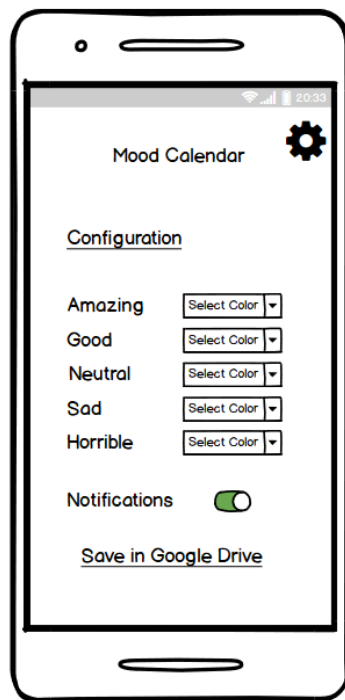 20:33
Mood Calendar
Configuration
Amazing Select Color
Good Select Color
Neutral Select Color
Sad Select Color
Horrible Select Color
Notifications
Save in Google Drive